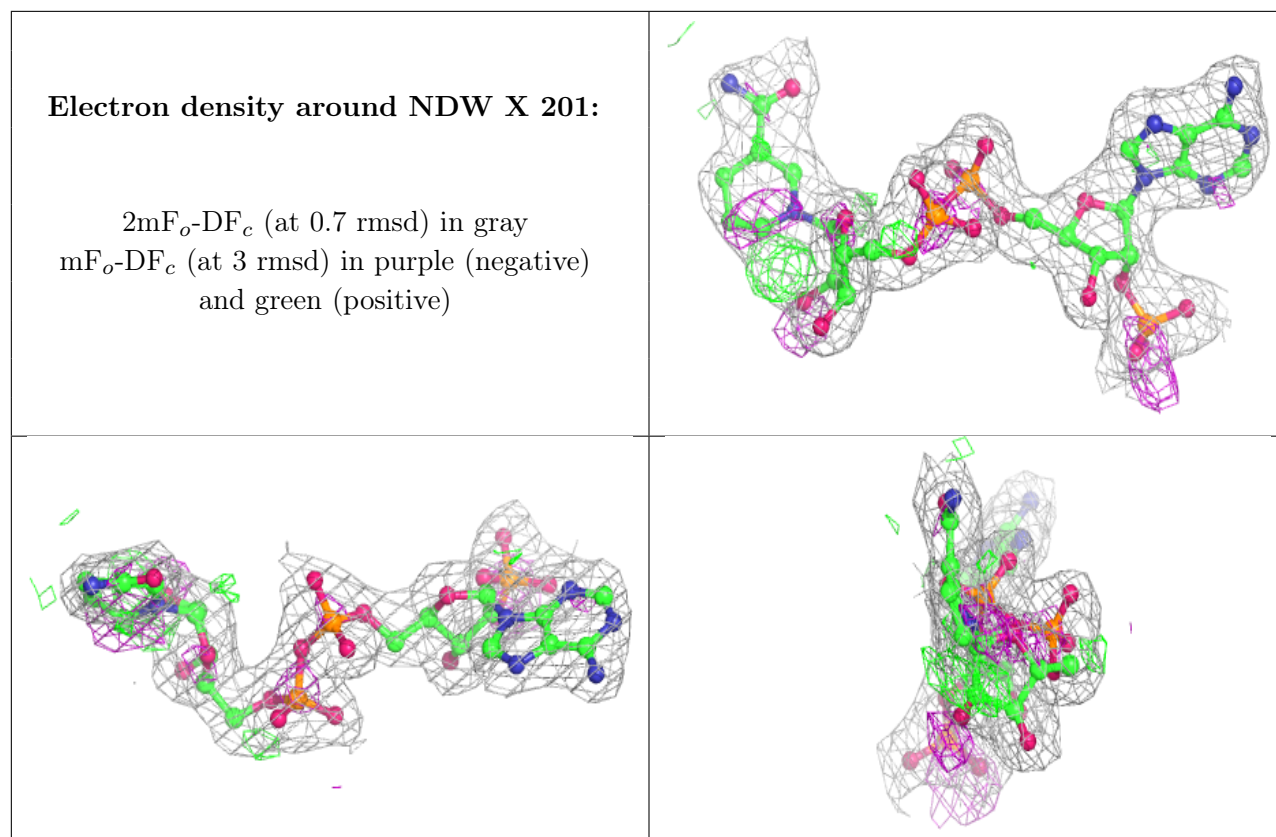 Electron density around NDW X 201:
2mFo-DFc (at 0.7 rmsd) in gray
mFo-DFc (at 3 rmsd) in purple (negative)
and green (positive)